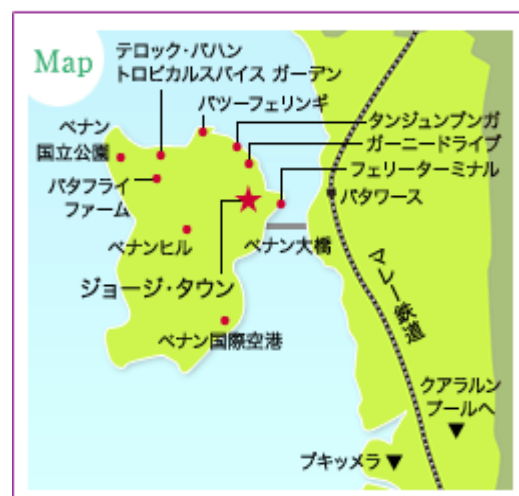 Map
テロック・バハン
トロピカルスパイス ガーデン
バツーフェリンギ
タンジュンブンガ
ガーニードライブ
フェリーターミナル
ペナン
国立公園
バタフライ
ファーム
バタワース
ペナンヒル
ペナン大橋
ジョージ・タウン
マレー鉄道
ペナン国際空港
クアラルン
プールへ
ブキッメラ